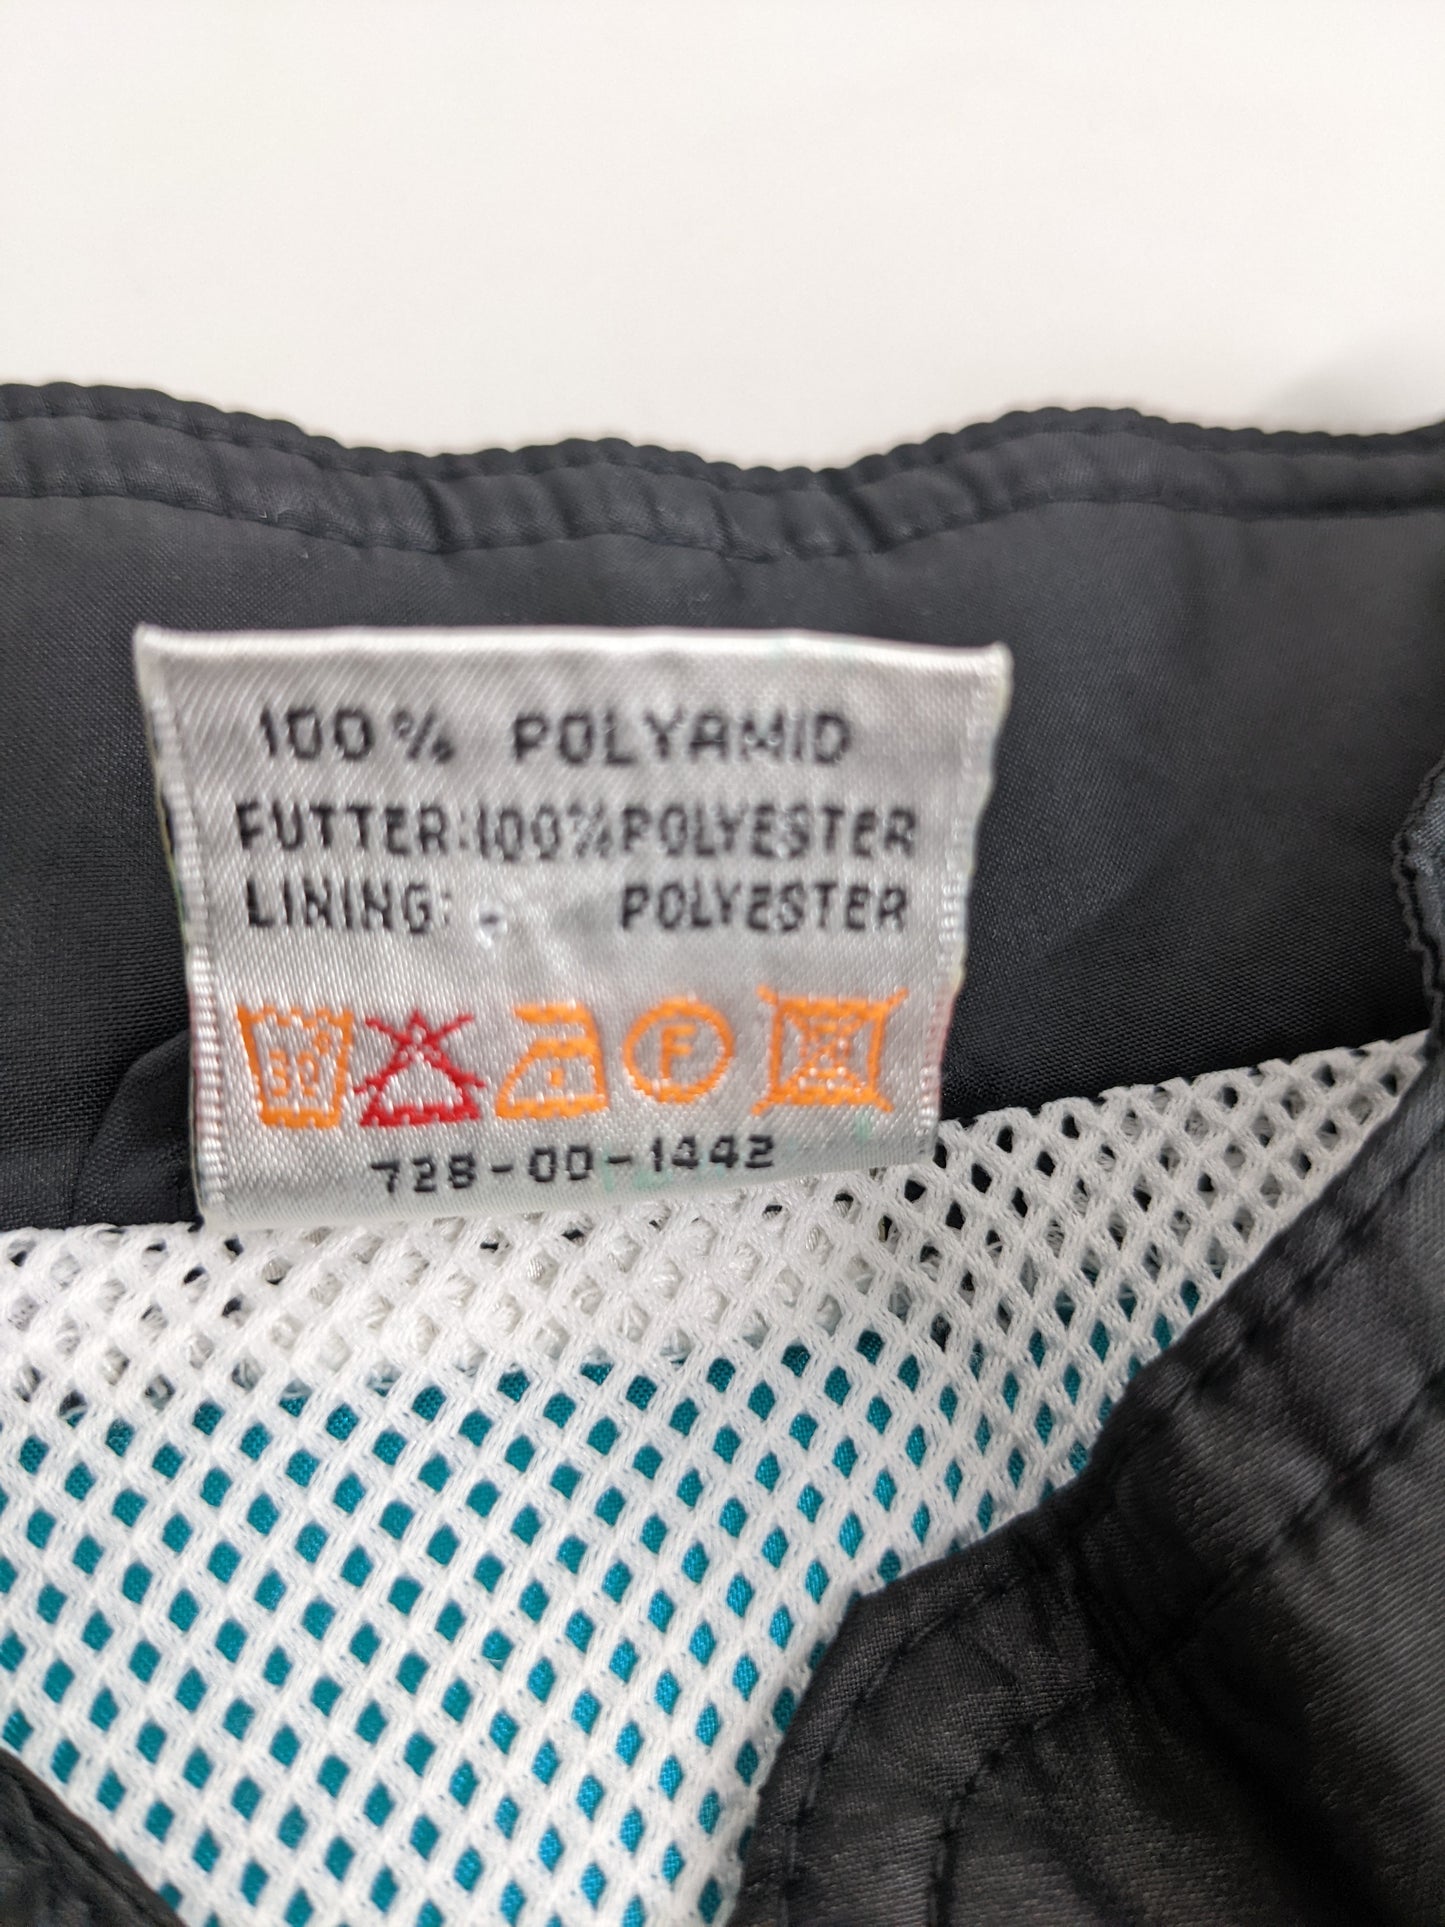 100% POLYAMID
FUTTER:100%POLYESTER
LINING: POLYESTER
30° F
728-00-1442